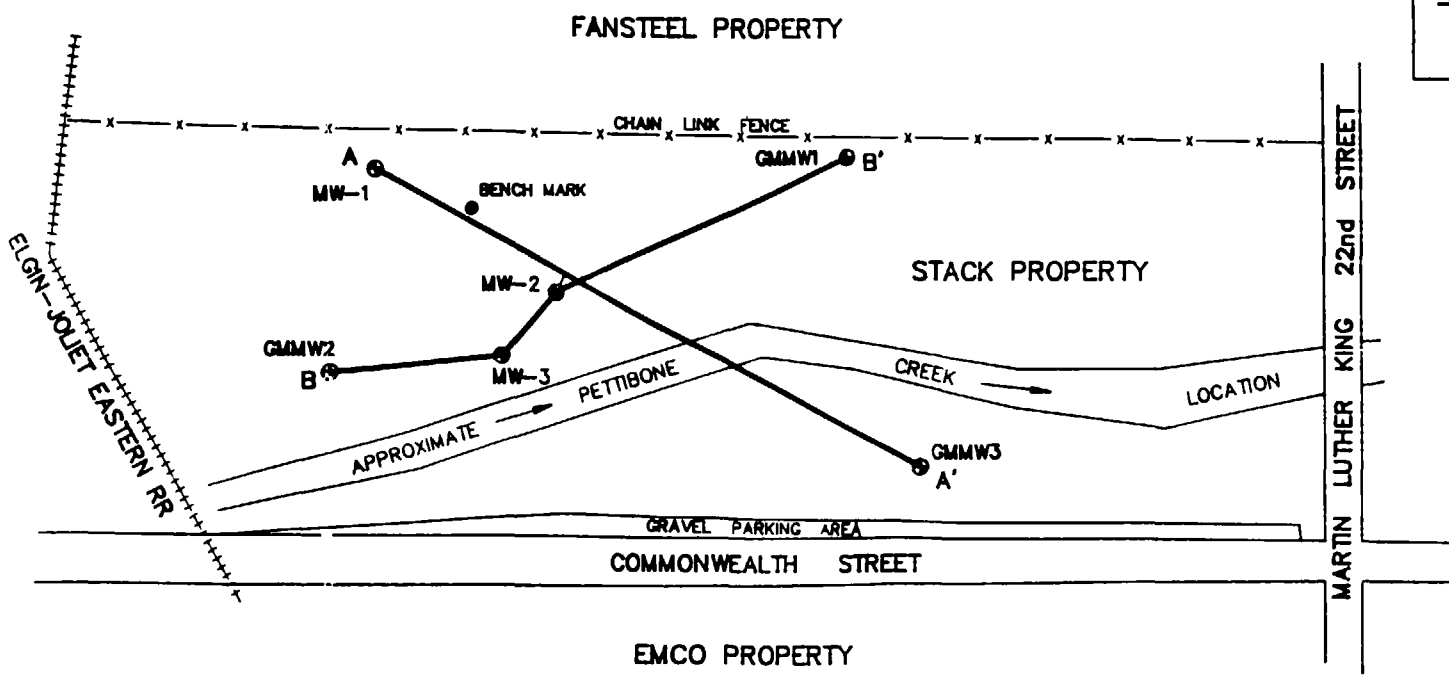 FANSTEEL PROPERTY
CHAIN LINK FENCE
A
MW-1
BENCH MARK
GMMW1
B'
MW-2
STACK PROPERTY
GMMW2
B
MW-3
ELGIN-JOLIET EASTERN RR
APPROXIMATE PETTIBONE CREEK LOCATION
GMMW3
A'
GRAVEL PARKING AREA
COMMONWEALTH STREET
MARTIN LUTHER KING 22nd STREET
EMCO PROPERTY